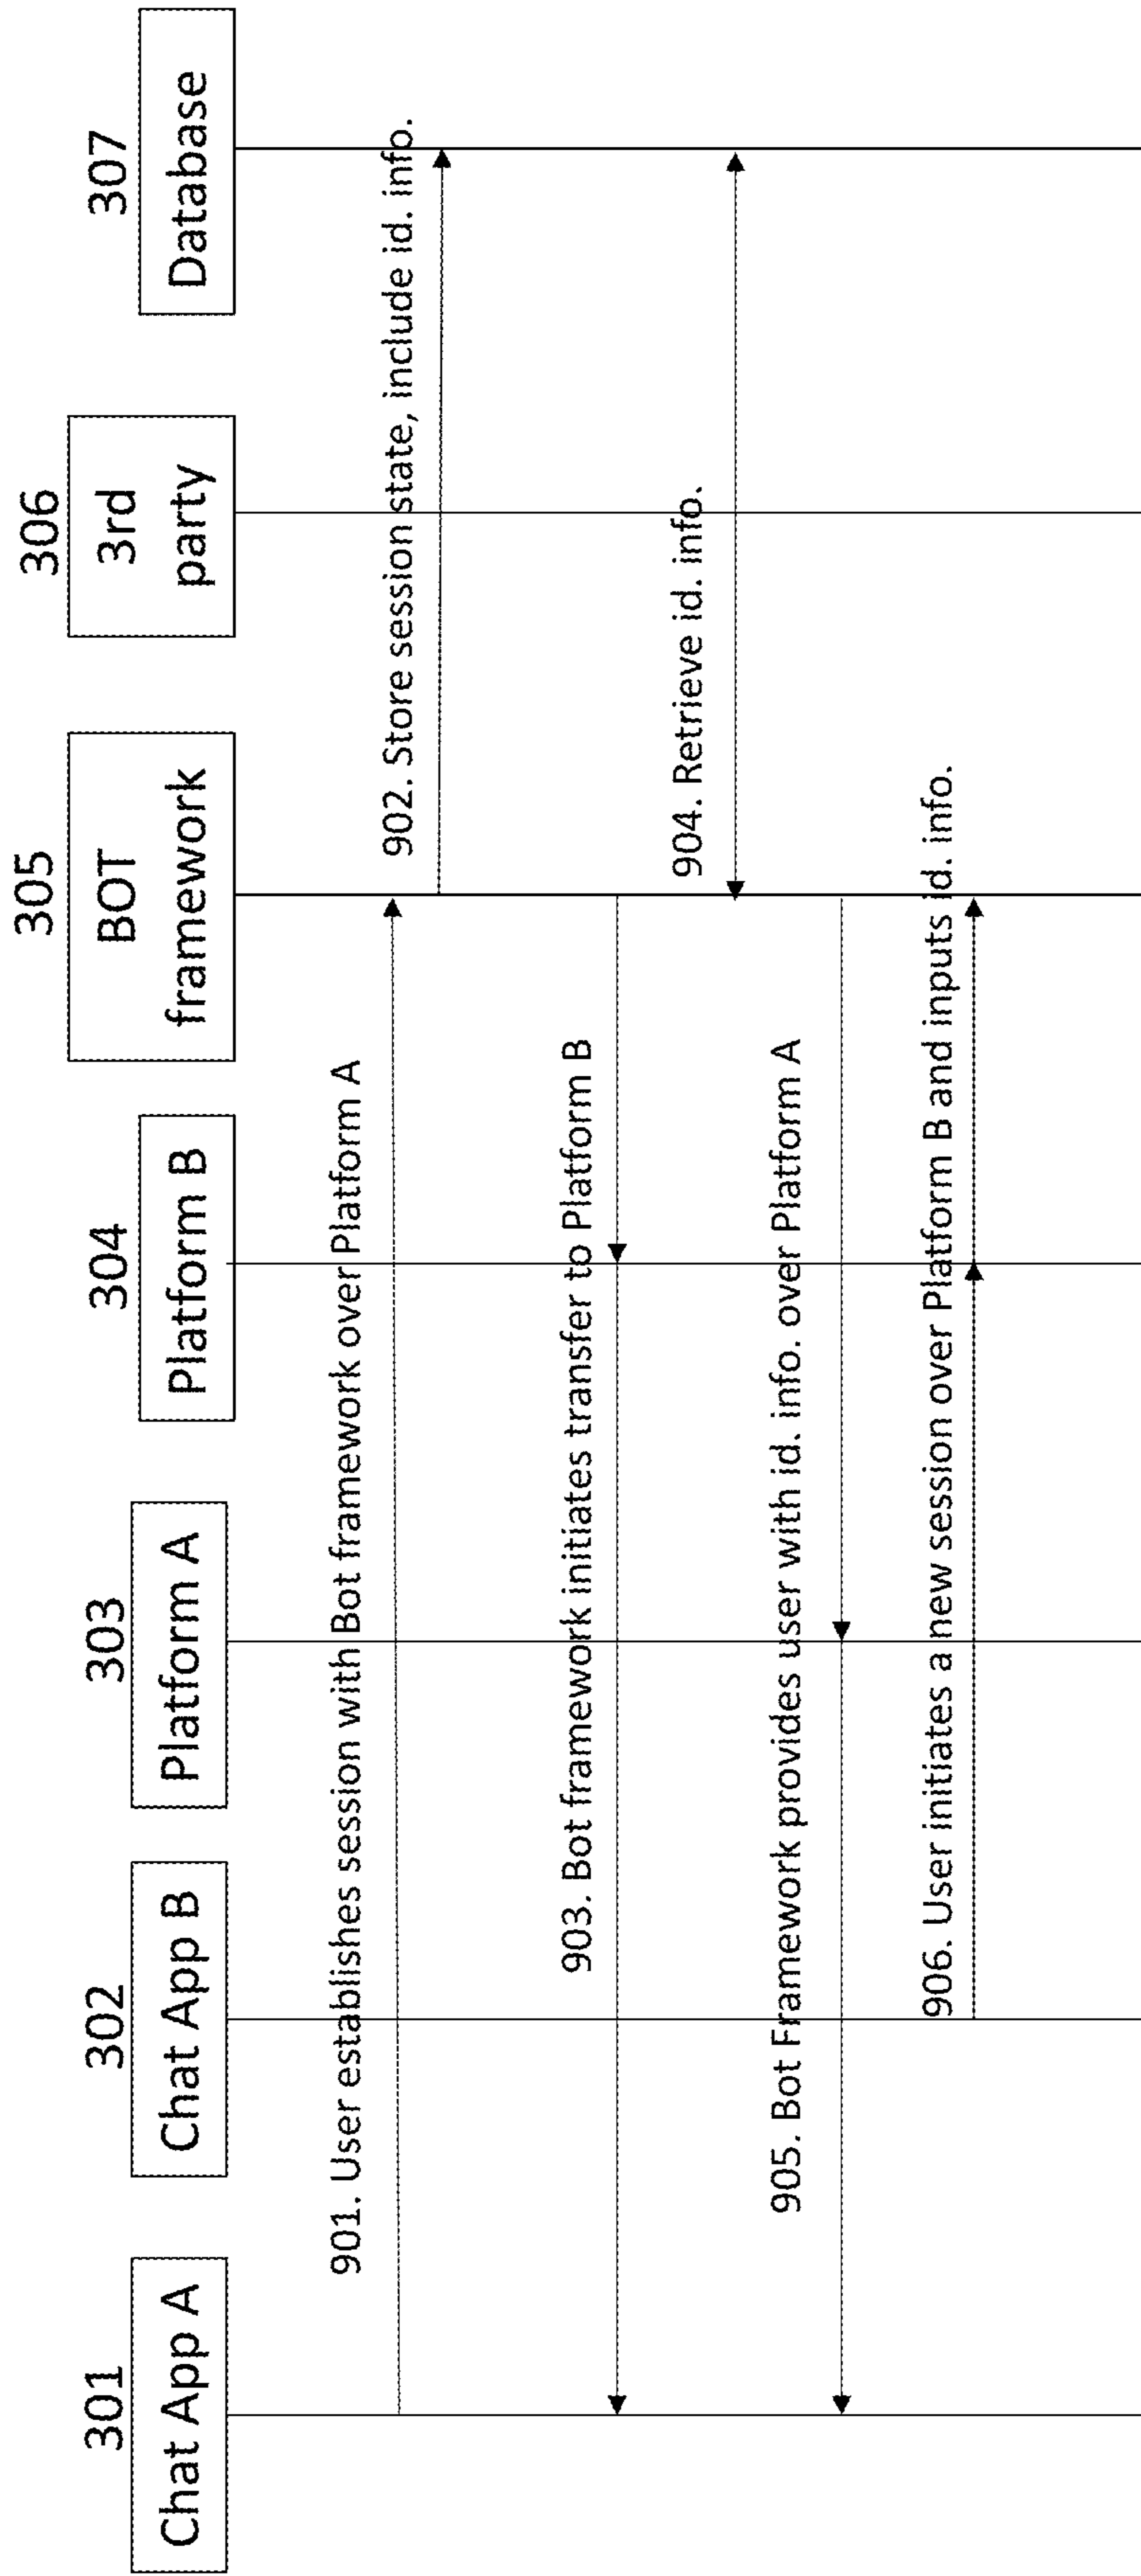 301
Chat App A
302
Chat App B
303
Platform A
304
Platform B
305
BOT
framework
306
3rd
party
307
Database
901. User establishes session with Bot framework over Platform A
902. Store session state, include id. info.
903. Bot framework initiates transfer to Platform B
904. Retrieve id. info.
905. Bot Framework provides user with id. info. over Platform A
906. User initiates a new session over Platform B and inputs id. info.